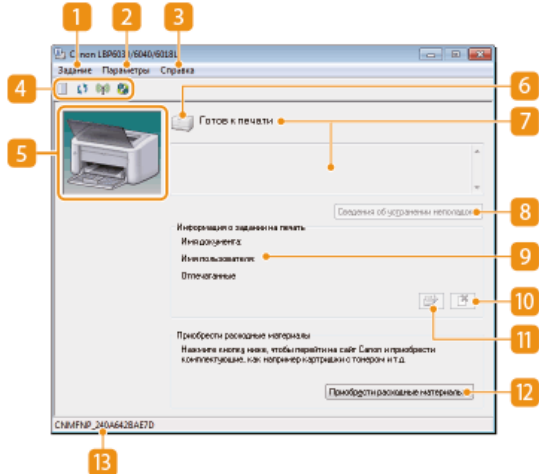 1 2 3
Canon LBP6030/6040/6018L
Задание Параметры Справка
4
5
6
Готов к печати
7
Сведения об устранении неполадок
8
Информация о задании на печать
Имя документа:
Имя пользователя:
9
Отпечатанные
10
11
Приобрести расходные материалы
Нажмите кнопку ниже, чтобы перейти на сайт Canon и приобрести
комплектующие, как например картриджи с тонером и т.д.
Приобрести расходные материалы
12
CNMFNP_240A642BAE7D
13